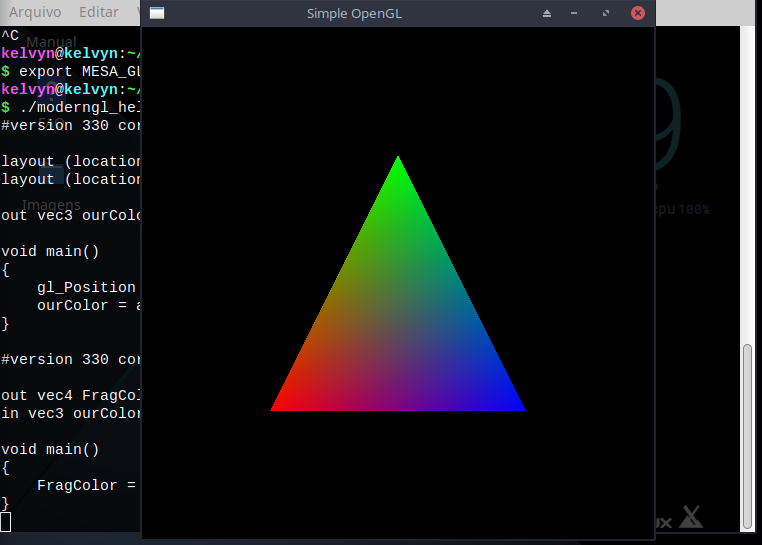 Arquivo Editar
Simple OpenGL
^C
Manual
kelvyn@kelvyn:~/
$ export MESA_GL
kelvyn@kelvyn:~/
$ ./moderngl_hel
#version 330 cor
layout (location
layout (location
Imagens
out vec3 ourColo
cpu 100%
void main()
{
gl_Position
ourColor = a
}
#version 330 cor
out vec4 FragCol
in vec3 ourColor
void main()
{
FragColor =
}